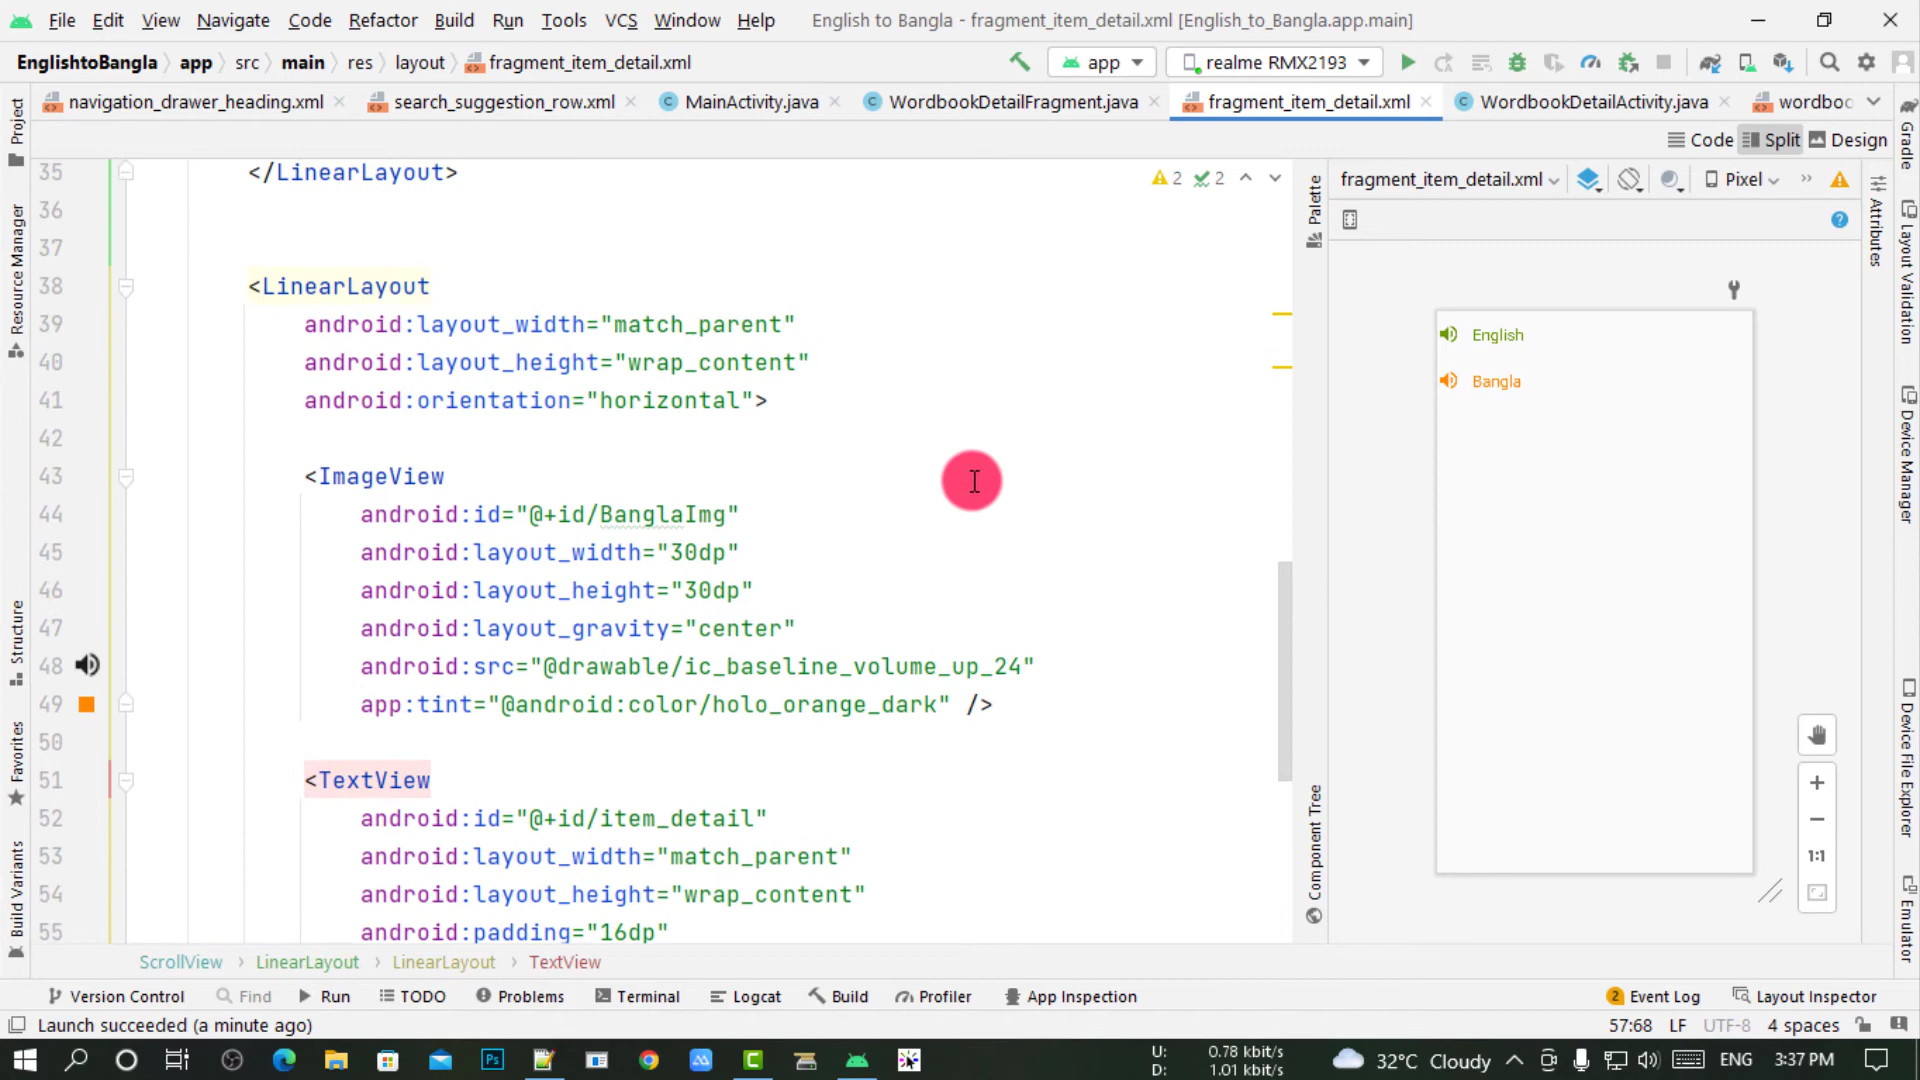 File Edit View Navigate Code Refactor Build Run Tools VCS Window Help English to Bangla - fragment_item_detail.xml [English_to_Bangla.app.main]
EnglishtoBangla app src main res layout fragment_item_detail.xml app realme RMX2193
navigation_drawer_heading.xml search_suggestion_row.xml MainActivity.java WordbookDetailFragment.java fragment_item_detail.xml WordbookDetailActivity.java wordboo
Code Split Design
35 </LinearLayout>
36
37
38 <LinearLayout
39 android:layout_width="match_parent"
40 android:layout_height="wrap_content"
41 android:orientation="horizontal">
42
43 <ImageView
44 android:id="@+id/BanglaImg"
45 android:layout_width="30dp"
46 android:layout_height="30dp"
47 android:layout_gravity="center"
48 android:src="@drawable/ic_baseline_volume_up_24"
49 app:tint="@android:color/holo_orange_dark" />
50
51 <TextView
52 android:id="@+id/item_detail"
53 android:layout_width="match_parent"
54 android:layout_height="wrap_content"
55 android:padding="16dp"
2 2
fragment_item_detail.xml Pixel
English
Bangla
1:1
Project
Resource Manager
Structure
Favorites
Build Variants
Palette
Component Tree
Attributes
Gradle
Layout Validation
Device Manager
Device File Explorer
Emulator
ScrollView LinearLayout LinearLayout TextView
Version Control Find Run TODO Problems Terminal Logcat Build Profiler App Inspection 2 Event Log Layout Inspector
Launch succeeded (a minute ago) 57:68 LF UTF-8 4 spaces
Ps C U: 0.78 kbit/s 32°C Cloudy ENG 3:37 PM
D: 1.01 kbit/s